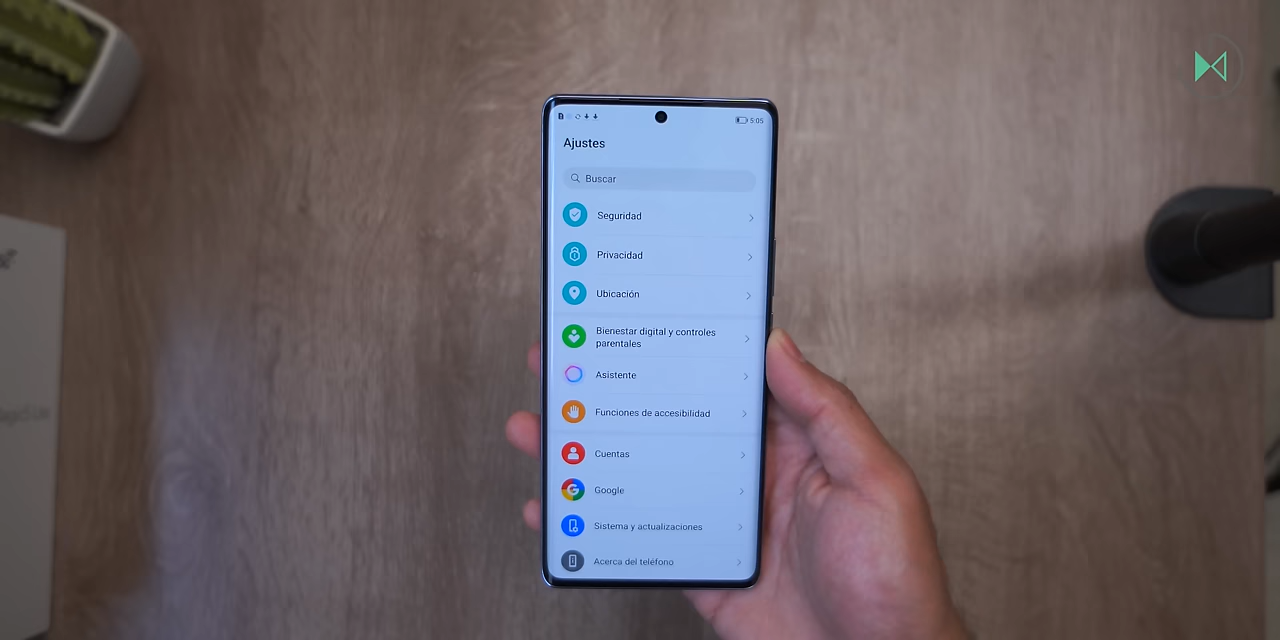 5:05
Ajustes
Buscar
Seguridad
Privacidad
Ubicación
Bienestar digital y controles
parentales
Asistente
Funciones de accesibilidad
Cuentas
Google
Sistema y actualizaciones
Acerca del teléfono